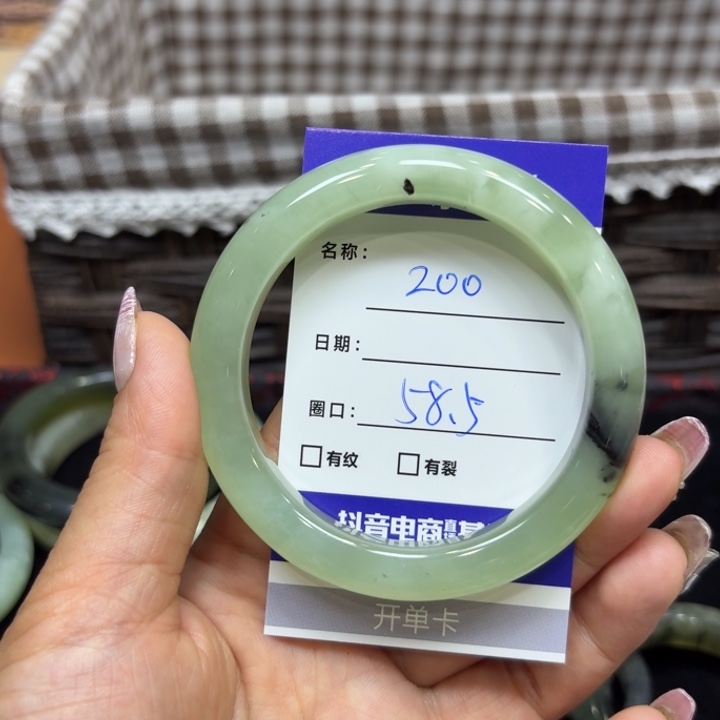 名称: 200
日期:
圈口: 58.5
□有纹 □有裂
抖音电商
开单卡